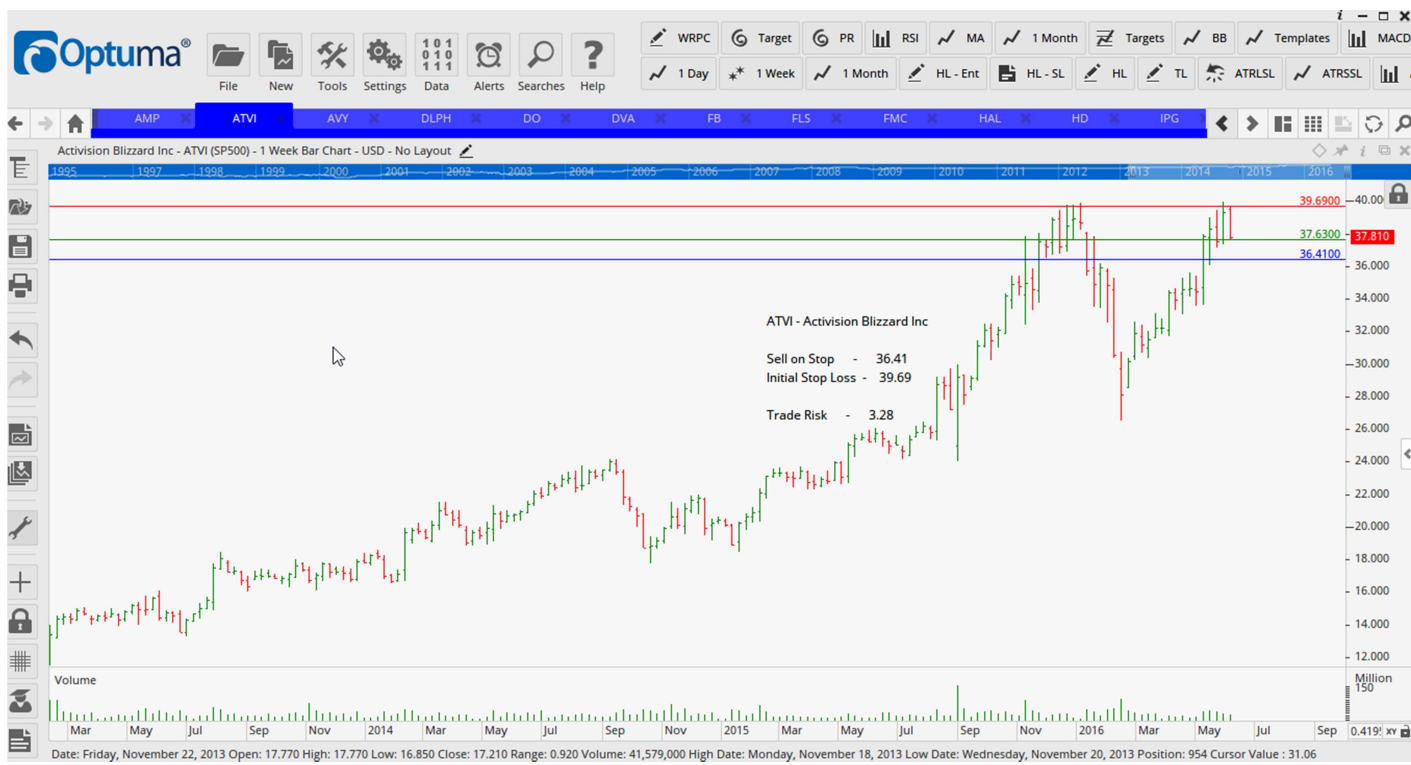 i
Optuma®
File New Tools Settings Data Alerts Searches Help
101
010
111
WRPC Target PR RSI MA 1 Month Targets BB Templates MACD
1 Day 1 Week 1 Month HL - Ent HL - SL HL TL ATRLSL ATRSSL
AMP ATVI AVY DLPH DO DVA FB FLS FMC HAL HD IPG
Activision Blizzard Inc - ATVI (SP500) - 1 Week Bar Chart - USD - No Layout
1995 1997 1998 1999 2000 2001 2002 2003 2004 2005 2006 2007 2008 2009 2010 2011 2012 2013 2014 2015 2016
39.6900
37.6300
36.4100
40.00
37.810
36.000
34.000
32.000
30.000
28.000
26.000
24.000
22.000
20.000
18.000
16.000
14.000
12.000
ATVI - Activision Blizzard Inc
Sell on Stop - 36.41
Initial Stop Loss - 39.69
Trade Risk - 3.28
Volume
Million
150
Mar May Jul Sep Nov 2014 Mar May Jul Sep Nov 2015 Mar May Jul Sep Nov 2016 Mar May Jul Sep
0.419 XY
Date: Friday, November 22, 2013 Open: 17.770 High: 17.770 Low: 16.850 Close: 17.210 Range: 0.920 Volume: 41,579,000 High Date: Monday, November 18, 2013 Low Date: Wednesday, November 20, 2013 Position: 954 Cursor Value : 31.06